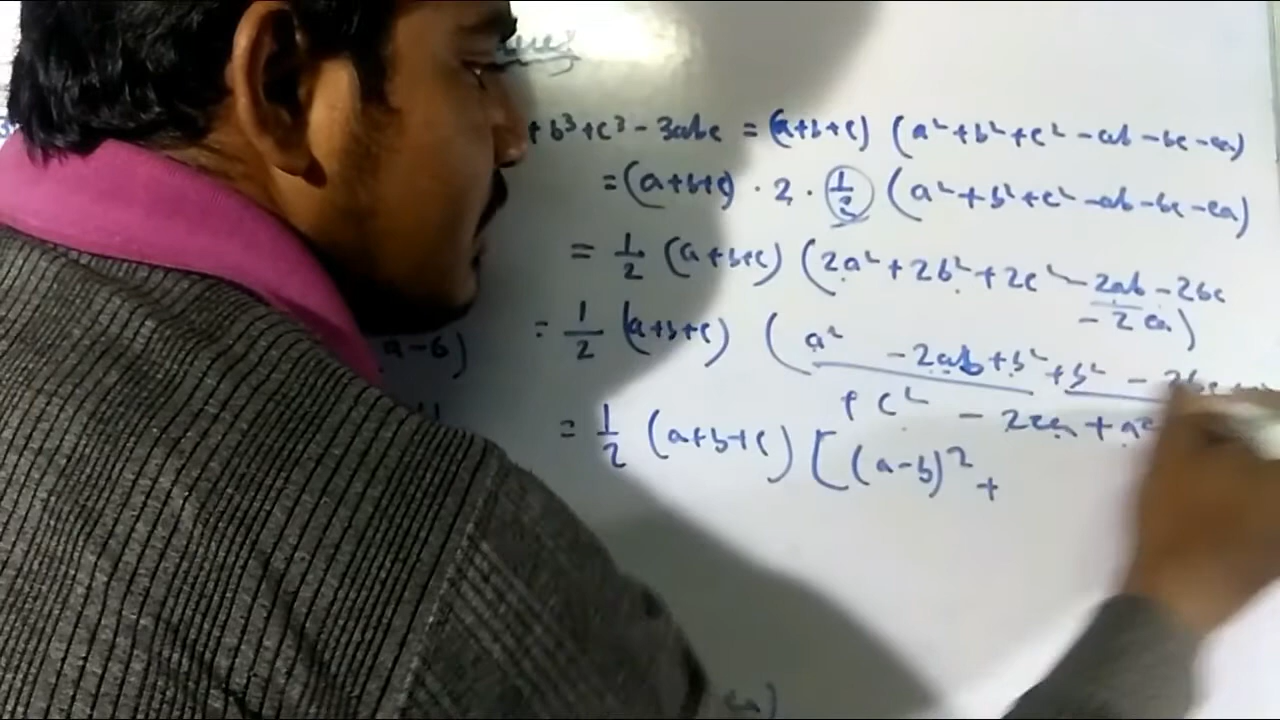 + b³ + c³ - 3abc = (a+b+c) (a² + b² + c² - ab - bc - ca)
= (a+b+c) · 2 · 1/2 (a² + b² + c² - ab - bc - ca)
= 1/2 (a+b+c) (2a² + 2b² + 2c² - 2ab - 2bc
- 2ca)
= 1/2 (a+b+c) (a² - 2ab + b² + b² -
a-6)
+ c² - 2ca + a²
= 1/2 (a+b+c) [(a-b)² +
ca)